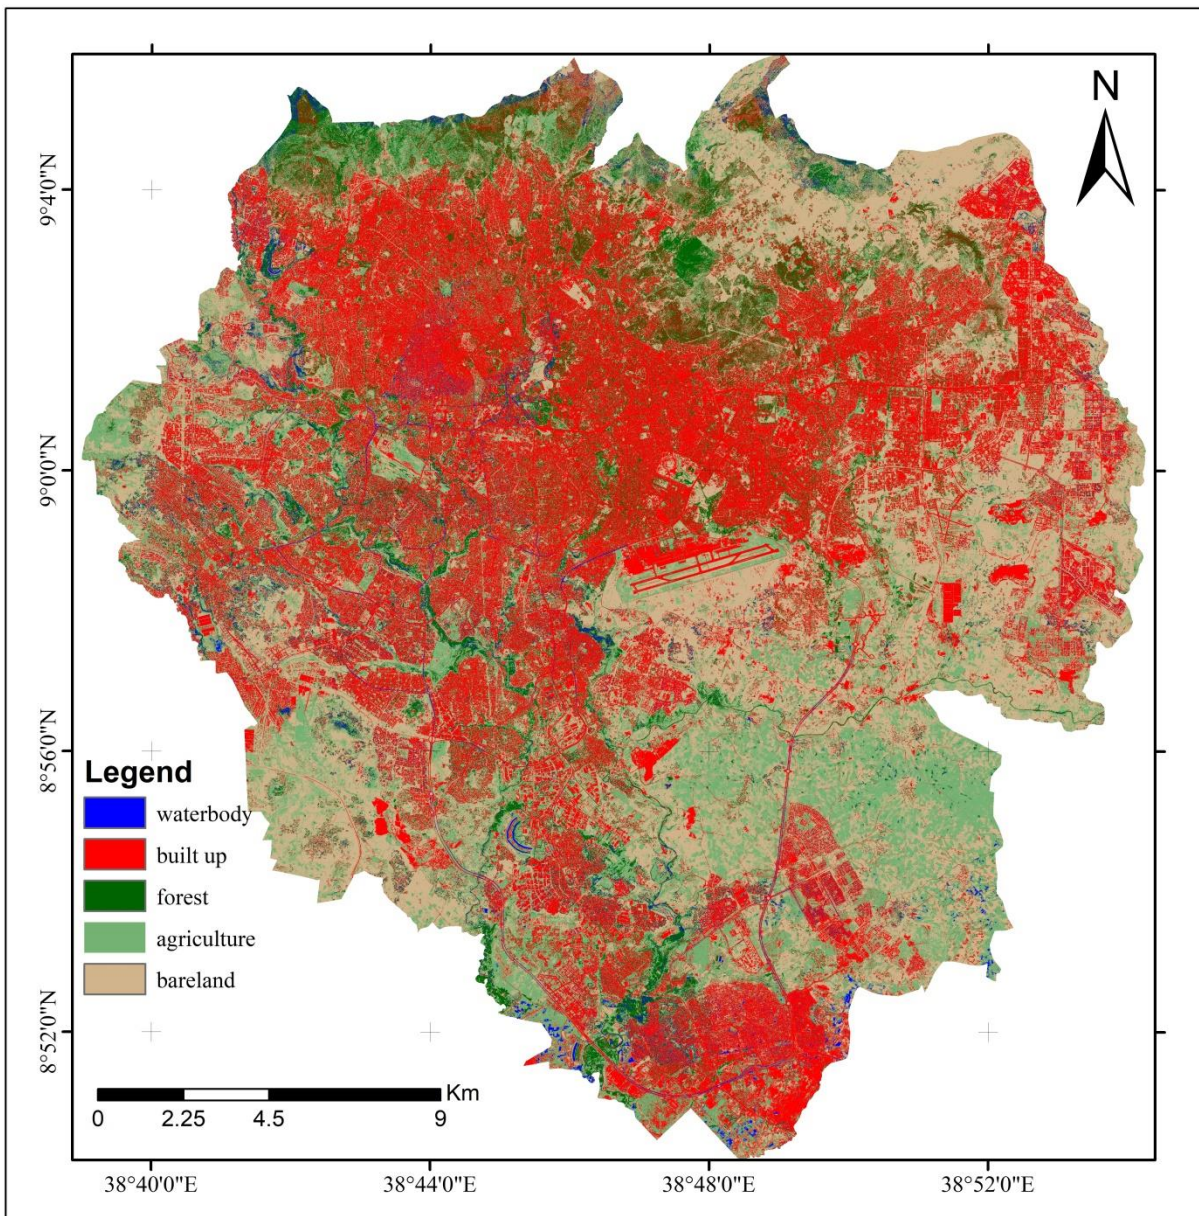 N
9°4'0"N
9°0'0"N
8°56'0"N
8°52'0"N
Legend
waterbody
built up
forest
agriculture
bareland
Km
0 2.25 4.5 9
38°40'0"E 38°44'0"E 38°48'0"E 38°52'0"E